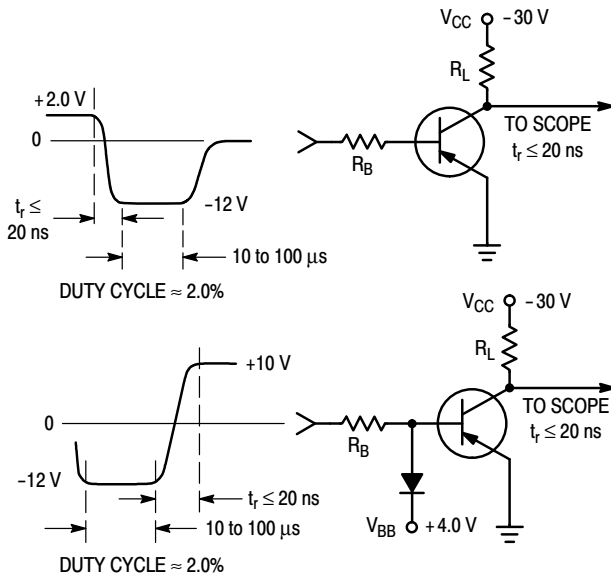 V_CC -30 V
R_L
+2.0 V
0
TO SCOPE
t_r ≤ 20 ns
R_B
-12 V
t_r ≤
20 ns
10 to 100 μs
DUTY CYCLE ≈ 2.0%
V_CC -30 V
R_L
+10 V
0
TO SCOPE
t_r ≤ 20 ns
R_B
-12 V
t_r ≤ 20 ns
V_BB +4.0 V
10 to 100 μs
DUTY CYCLE ≈ 2.0%